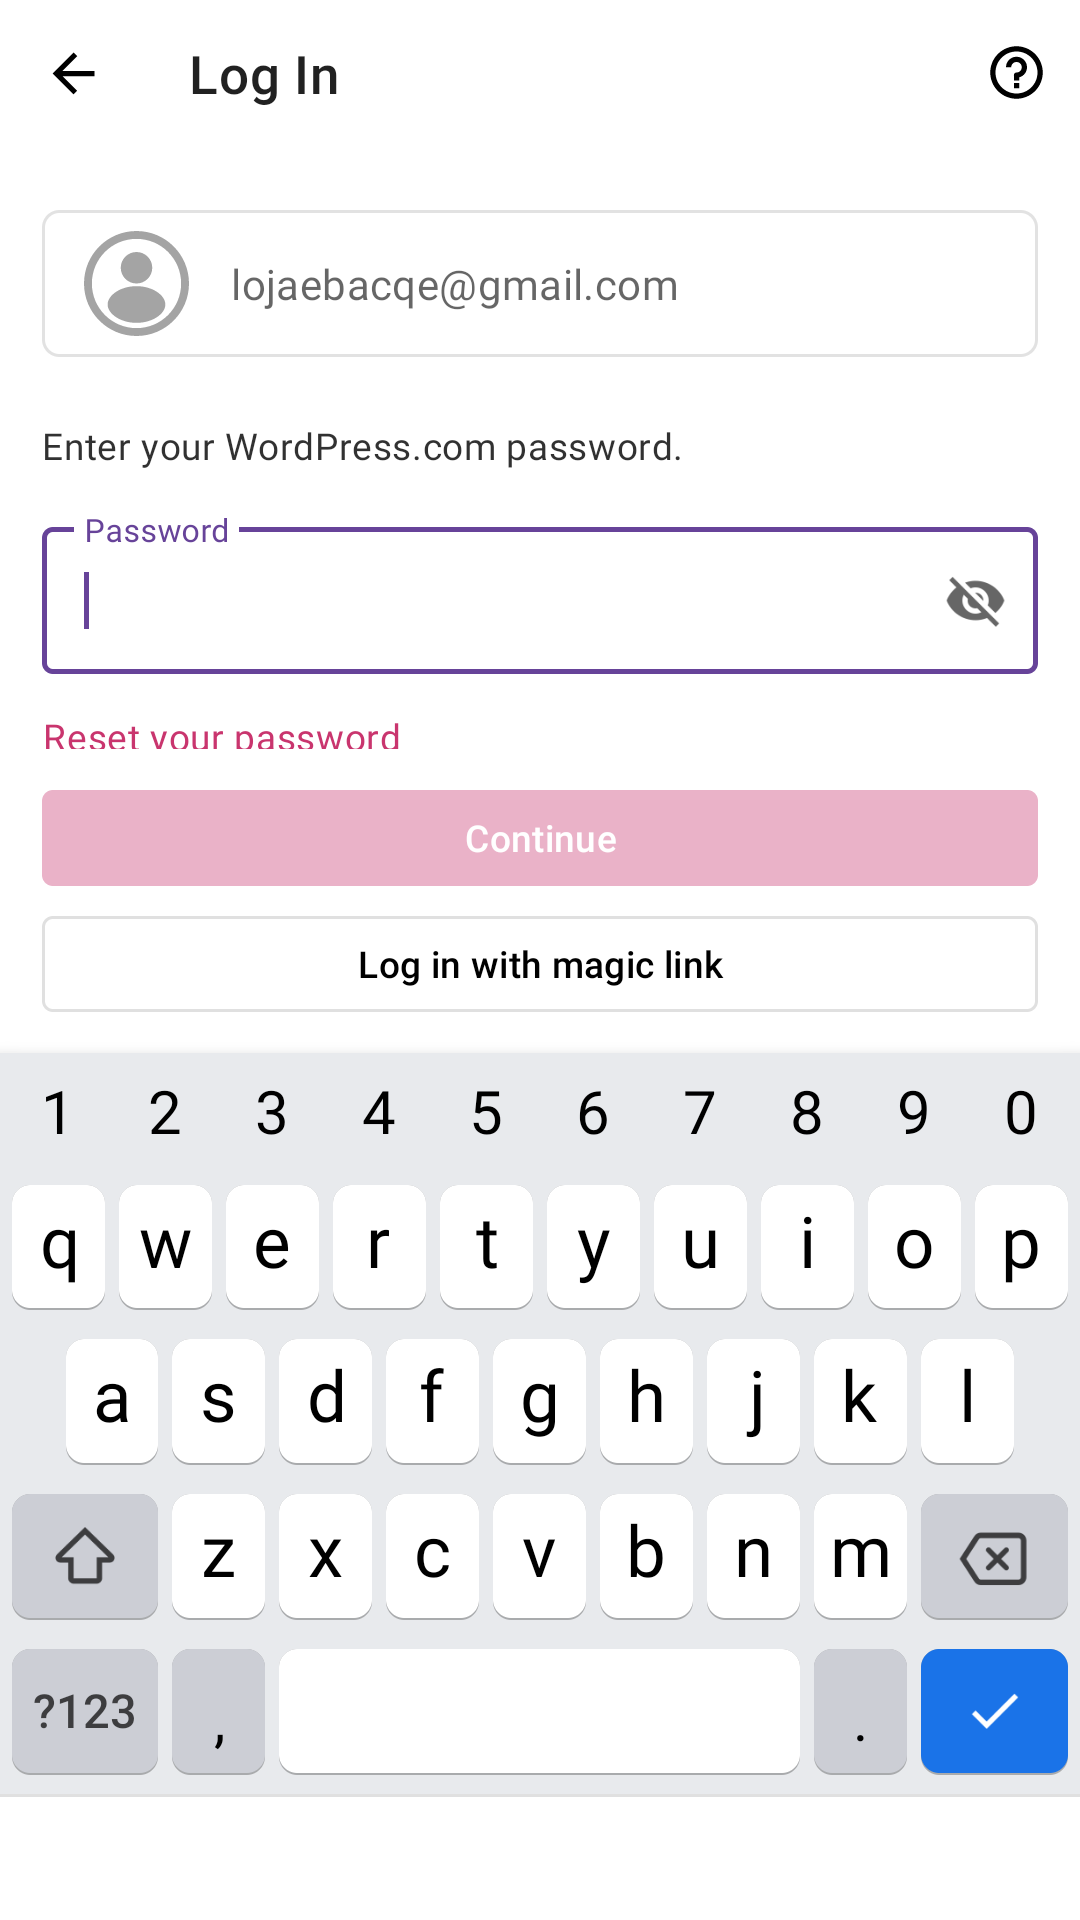 Log In
lojaebacqe@gmail.com
Enter your WordPress.com password.
Password
Reset your password
Continue
Log in with magic link
1 2 3 4 5 6 7 8 9 0
q w e r t y u i o p
a s d f g h j k l
z x c v b n m
?123 , .